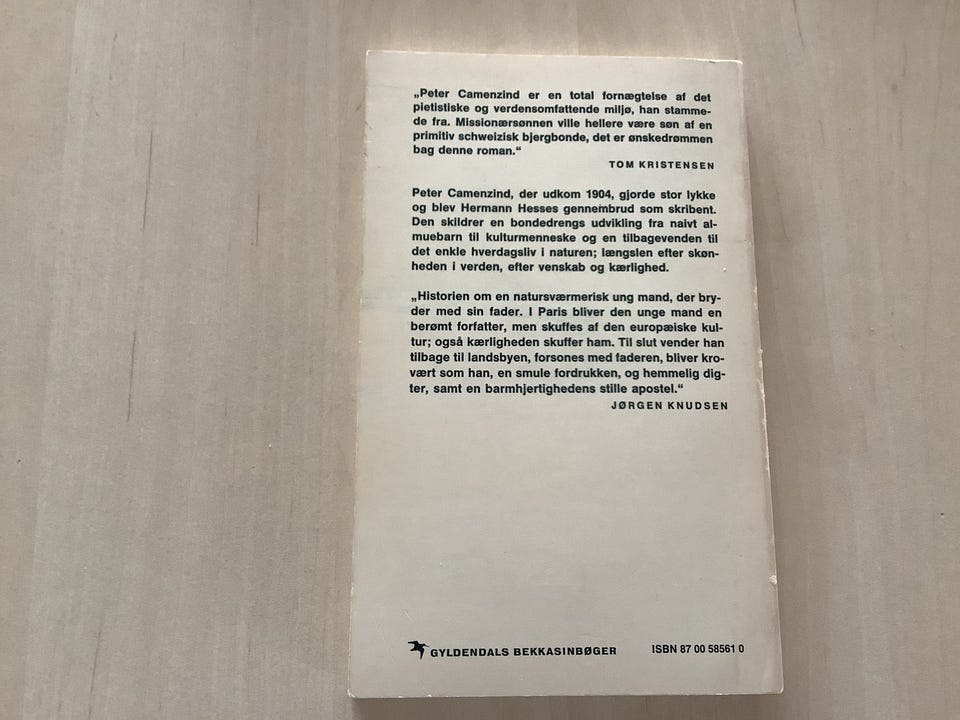 „Peter Camenzind er en total fornægtelse af det
pietistiske og verdensomfattende miljø, han stamme-
de fra. Missionærsønnen ville hellere være søn af en
primitiv schweizisk bjergbonde, det er ønskedrømmen
bag denne roman.“
TOM KRISTENSEN
Peter Camenzind, der udkom 1904, gjorde stor lykke
og blev Hermann Hesses gennembrud som skribent.
Den skildrer en bondedrengs udvikling fra naivt al-
muebarn til kulturmenneske og en tilbagevenden til
det enkle hverdagsliv i naturen; længslen efter skøn-
heden i verden, efter venskab og kærlighed.
„Historien om en natursværmerisk ung mand, der bry-
der med sin fader. I Paris bliver den unge mand en
berømt forfatter, men skuffes af den europæiske kul-
tur; også kærligheden skuffer ham. Til slut vender han
tilbage til landsbyen, forsones med faderen, bliver kro-
vært som han, en smule fordrukken, og hemmelig dig-
ter, samt en barmhjertighedens stille apostel.“
JØRGEN KNUDSEN
GYLDENDALS BEKKASINBØGER
ISBN 87 00 58561 0